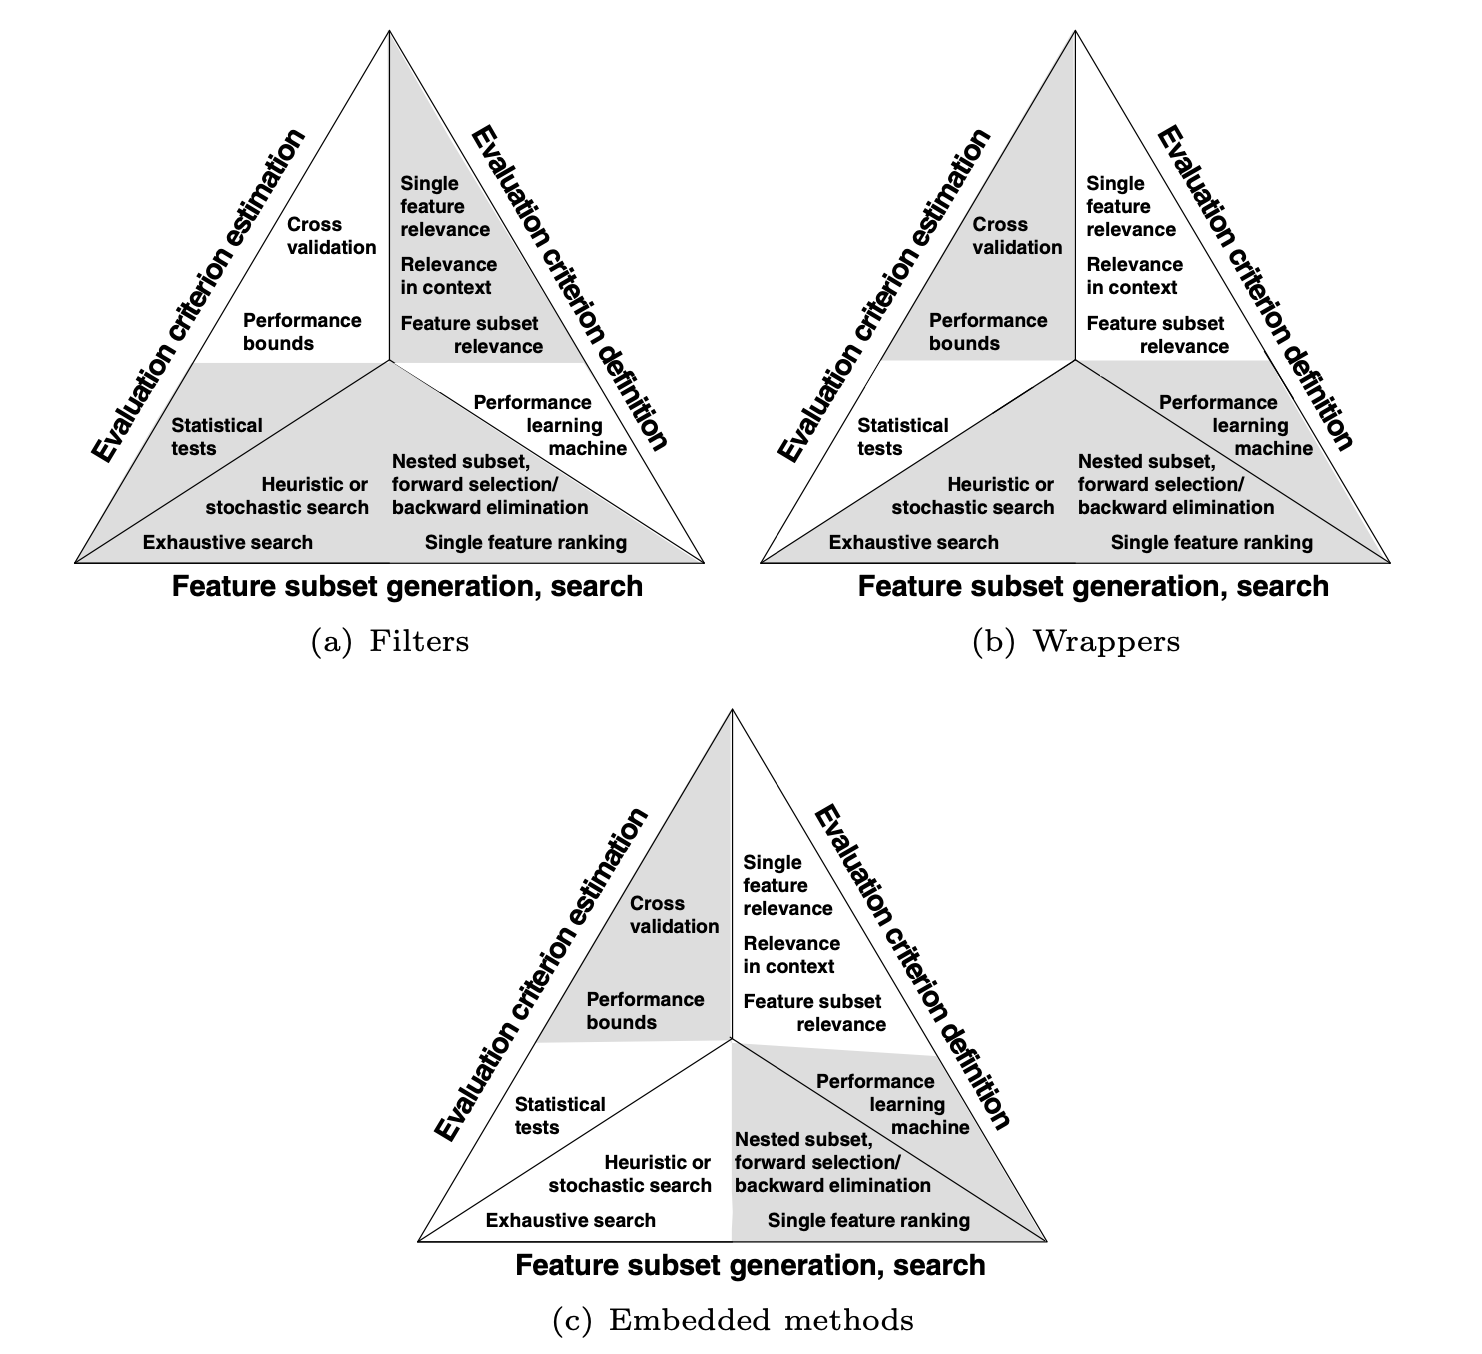 Evaluation criterion estimation
Evaluation criterion definition
Cross
validation
Performance
bounds
Statistical
tests
Single
feature
relevance
Relevance
in context
Feature subset
relevance
Performance
learning
machine
Heuristic or
stochastic search
Exhaustive search
Nested subset,
forward selection/
backward elimination
Single feature ranking
Feature subset generation, search
(a) Filters
Evaluation criterion estimation
Evaluation criterion definition
Cross
validation
Performance
bounds
Statistical
tests
Single
feature
relevance
Relevance
in context
Feature subset
relevance
Performance
learning
machine
Heuristic or
stochastic search
Exhaustive search
Nested subset,
forward selection/
backward elimination
Single feature ranking
Feature subset generation, search
(b) Wrappers
Evaluation criterion estimation
Evaluation criterion definition
Cross
validation
Performance
bounds
Statistical
tests
Single
feature
relevance
Relevance
in context
Feature subset
relevance
Performance
learning
machine
Heuristic or
stochastic search
Exhaustive search
Nested subset,
forward selection/
backward elimination
Single feature ranking
Feature subset generation, search
(c) Embedded methods